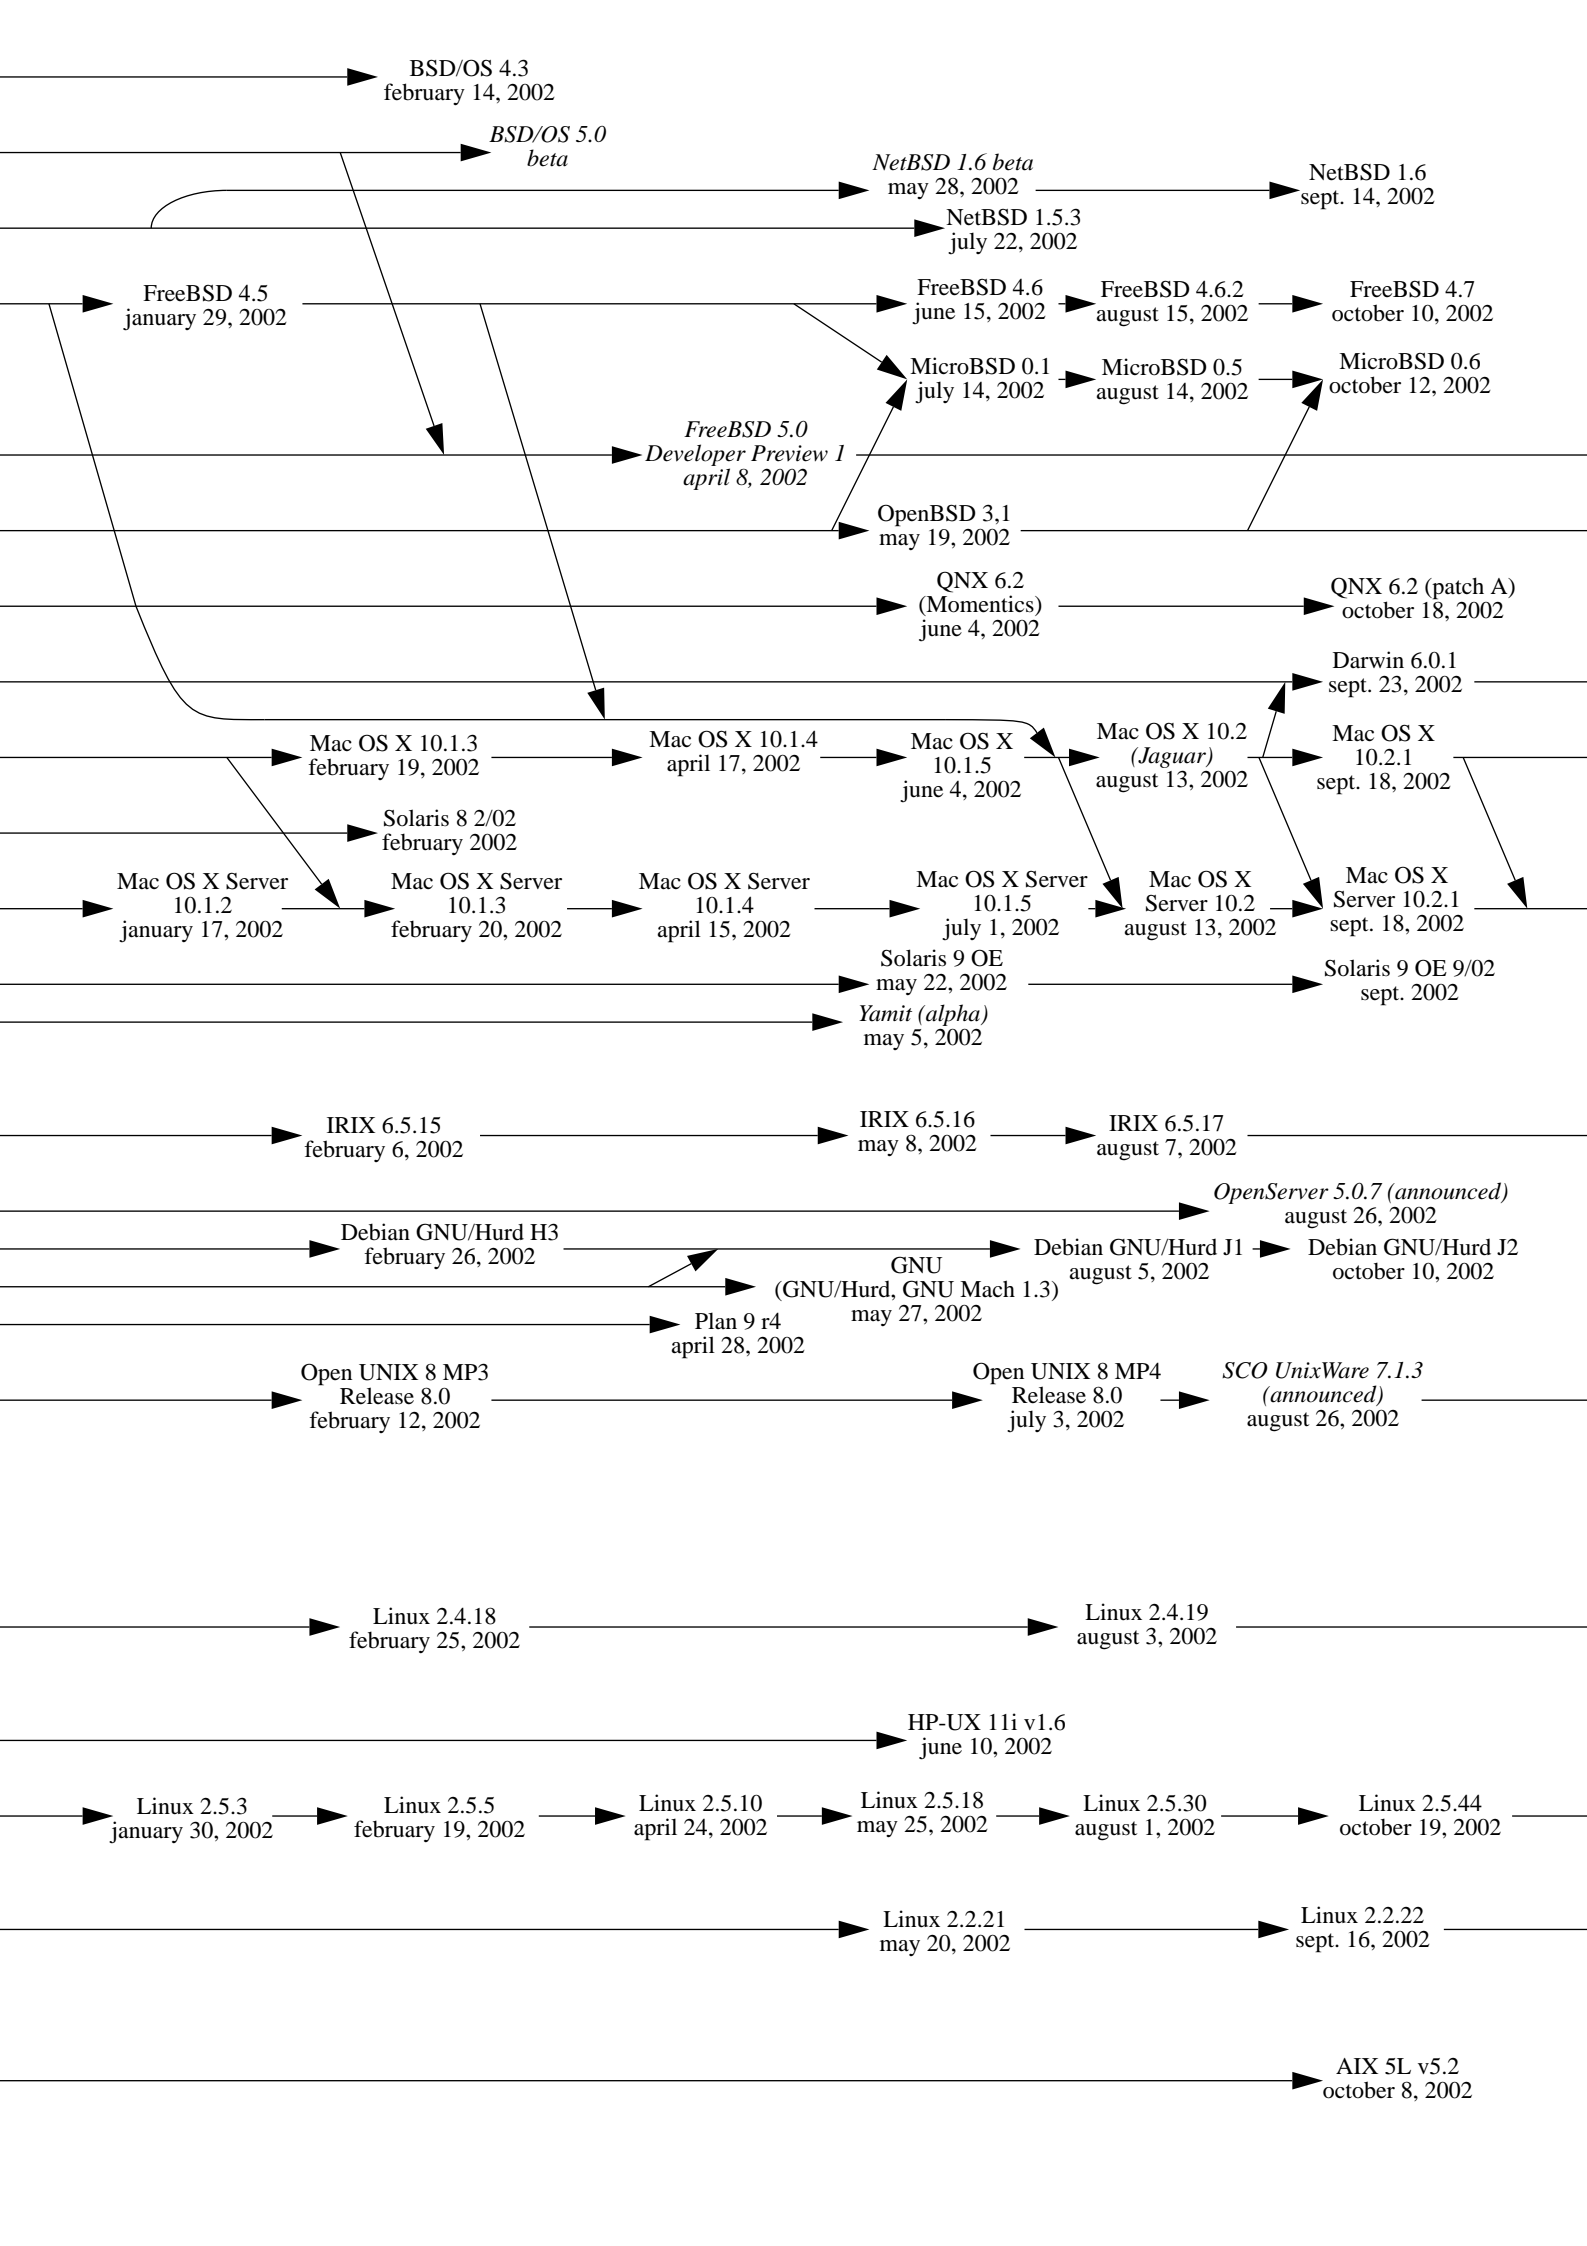 BSD/OS 4.3
february 14, 2002
BSD/OS 5.0
beta
NetBSD 1.6 beta
may 28, 2002
NetBSD 1.6
sept. 14, 2002
NetBSD 1.5.3
july 22, 2002
FreeBSD 4.5
january 29, 2002
FreeBSD 4.6
june 15, 2002
FreeBSD 4.6.2
august 15, 2002
FreeBSD 4.7
october 10, 2002
MicroBSD 0.1
july 14, 2002
MicroBSD 0.5
august 14, 2002
MicroBSD 0.6
october 12, 2002
FreeBSD 5.0
Developer Preview 1
april 8, 2002
OpenBSD 3,1
may 19, 2002
QNX 6.2
(Momentics)
june 4, 2002
QNX 6.2 (patch A)
october 18, 2002
Darwin 6.0.1
sept. 23, 2002
Mac OS X 10.1.3
february 19, 2002
Mac OS X 10.1.4
april 17, 2002
Mac OS X
10.1.5
june 4, 2002
Mac OS X 10.2
(Jaguar)
august 13, 2002
Mac OS X
10.2.1
sept. 18, 2002
Solaris 8 2/02
february 2002
Mac OS X Server
10.1.2
january 17, 2002
Mac OS X Server
10.1.3
february 20, 2002
Mac OS X Server
10.1.4
april 15, 2002
Mac OS X Server
10.1.5
july 1, 2002
Mac OS X
Server 10.2
august 13, 2002
Mac OS X
Server 10.2.1
sept. 18, 2002
Solaris 9 OE
may 22, 2002
Solaris 9 OE 9/02
sept. 2002
Yamit (alpha)
may 5, 2002
IRIX 6.5.15
february 6, 2002
IRIX 6.5.16
may 8, 2002
IRIX 6.5.17
august 7, 2002
OpenServer 5.0.7 (announced)
august 26, 2002
Debian GNU/Hurd H3
february 26, 2002
Debian GNU/Hurd J1
august 5, 2002
Debian GNU/Hurd J2
october 10, 2002
GNU
(GNU/Hurd, GNU Mach 1.3)
may 27, 2002
Plan 9 r4
april 28, 2002
Open UNIX 8 MP3
Release 8.0
february 12, 2002
Open UNIX 8 MP4
Release 8.0
july 3, 2002
SCO UnixWare 7.1.3
(announced)
august 26, 2002
Linux 2.4.18
february 25, 2002
Linux 2.4.19
august 3, 2002
HP-UX 11i v1.6
june 10, 2002
Linux 2.5.3
january 30, 2002
Linux 2.5.5
february 19, 2002
Linux 2.5.10
april 24, 2002
Linux 2.5.18
may 25, 2002
Linux 2.5.30
august 1, 2002
Linux 2.5.44
october 19, 2002
Linux 2.2.21
may 20, 2002
Linux 2.2.22
sept. 16, 2002
AIX 5L v5.2
october 8, 2002